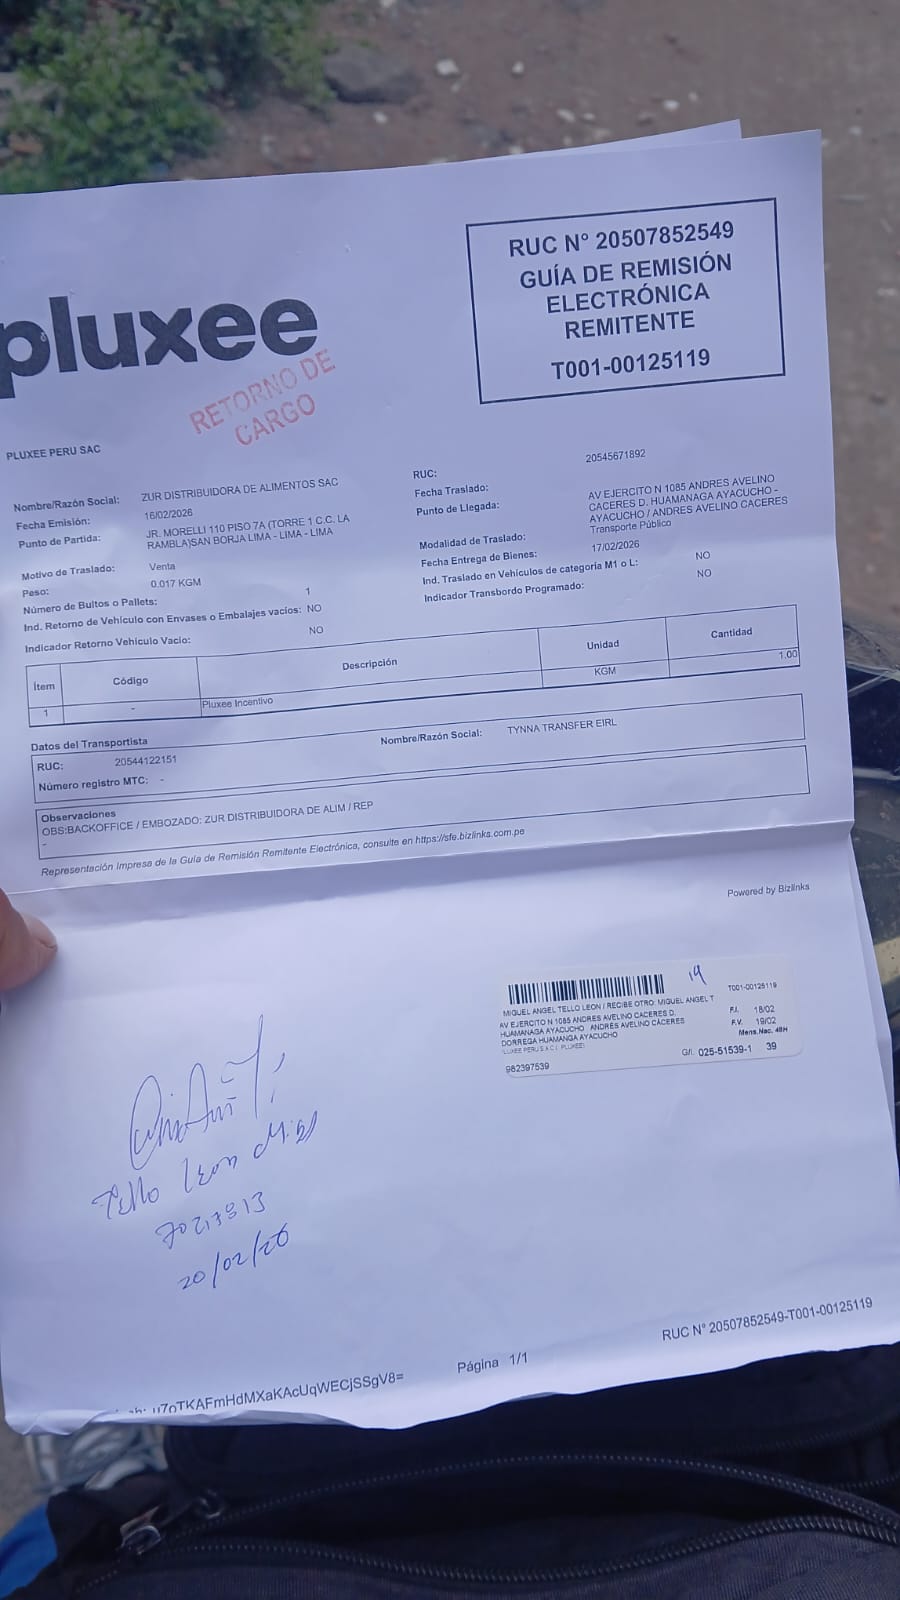 pluxee
RETORNO DE
CARGO
RUC N° 20507852549
GUÍA DE REMISIÓN
ELECTRÓNICA
REMITENTE
T001-00125119
PLUXEE PERU SAC
Nombre/Razón Social: ZUR DISTRIBUIDORA DE ALIMENTOS SAC
Fecha Emisión: 16/02/2026
Punto de Partida: JR. MORELLI 110 PISO 7A (TORRE 1 C.C. LA
RAMBLA)SAN BORJA LIMA - LIMA - LIMA
Motivo de Traslado: Venta
Peso: 0.017 KGM
Número de Bultos o Pallets: 1
Ind. Retorno de Vehículo con Envases o Embalajes vacíos: NO
Indicador Retorno Vehículo Vacío: NO
RUC: 20545671892
Fecha Traslado:
Punto de Llegada: AV EJERCITO N 1085 ANDRES AVELINO
CACERES D. HUAMANAGA AYACUCHO -
AYACUCHO / ANDRES AVELINO CACERES
Modalidad de Traslado: Transporte Público
Fecha Entrega de Bienes: 17/02/2026
Ind. Traslado en Vehículos de categoría M1 o L: NO
Indicador Transbordo Programado: NO
Ítem Código Descripción Unidad Cantidad
1 - Pluxee Incentivo KGM 1.00
Datos del Transportista
RUC: 20544122151 Nombre/Razón Social: TYNNA TRANSFER EIRL
Número registro MTC: -
Observaciones
OBS:BACKOFFICE / EMBOZADO: ZUR DISTRIBUIDORA DE ALIM / REP
-
Representación Impresa de la Guía de Remisión Remitente Electrónica, consulte en https://sfe.bizlinks.com.pe
Powered by Bizlinks
19
T001-00125119
MIGUEL ANGEL TELLO LEON / RECIBE OTRO: MIGUEL ANGEL T
AV EJERCITO N 1085 ANDRES AVELINO CACERES D.
HUAMANAGA AYACUCHO ANDRES AVELINO CÁCERES
DORREGA HUAMANGA AYACUCHO
LUXEE PERU S.A.C ( PLUXEE)
982397539
F.I. 18/02
F.V. 19/02
Mens.Nac. 48H
G/I. 025-51539-1 39
Tello Leon
70217813
20/02/26
u7oTKAFmHdMXaKAcUqWECjSSgV8=
Página 1/1
RUC N° 20507852549-T001-00125119